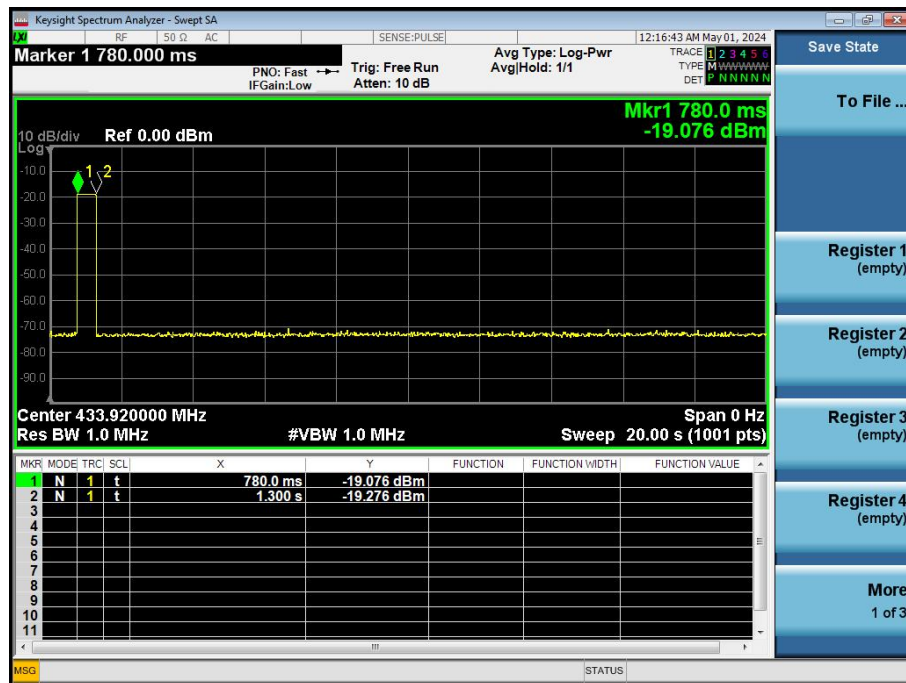 Keysight Spectrum Analyzer - Swept SA
LXI RF 50 Ω AC SENSE:PULSE 12:16:43 AM May 01, 2024
Marker 1 780.000 ms
PNO: Fast
IFGain:Low
Trig: Free Run
Atten: 10 dB
Avg Type: Log-Pwr
Avg|Hold: 1/1
TRACE 1 2 3 4 5 6
TYPE M WWWWW
DET P N N N N N
Mkr1 780.0 ms
-19.076 dBm
10 dB/div Ref 0.00 dBm
Log
1 2
-10.0
-20.0
-30.0
-40.0
-50.0
-60.0
-70.0
-80.0
-90.0
Center 433.920000 MHz Span 0 Hz
Res BW 1.0 MHz #VBW 1.0 MHz Sweep 20.00 s (1001 pts)
MKR MODE TRC SCL X Y FUNCTION FUNCTION WIDTH FUNCTION VALUE
1 N 1 t 780.0 ms -19.076 dBm
2 N 1 t 1.300 s -19.276 dBm
3
4
5
6
7
8
9
10
11
MSG STATUS
Save State
To File ...
Register 1
(empty)
Register 2
(empty)
Register 3
(empty)
Register 4
(empty)
More
1 of 3